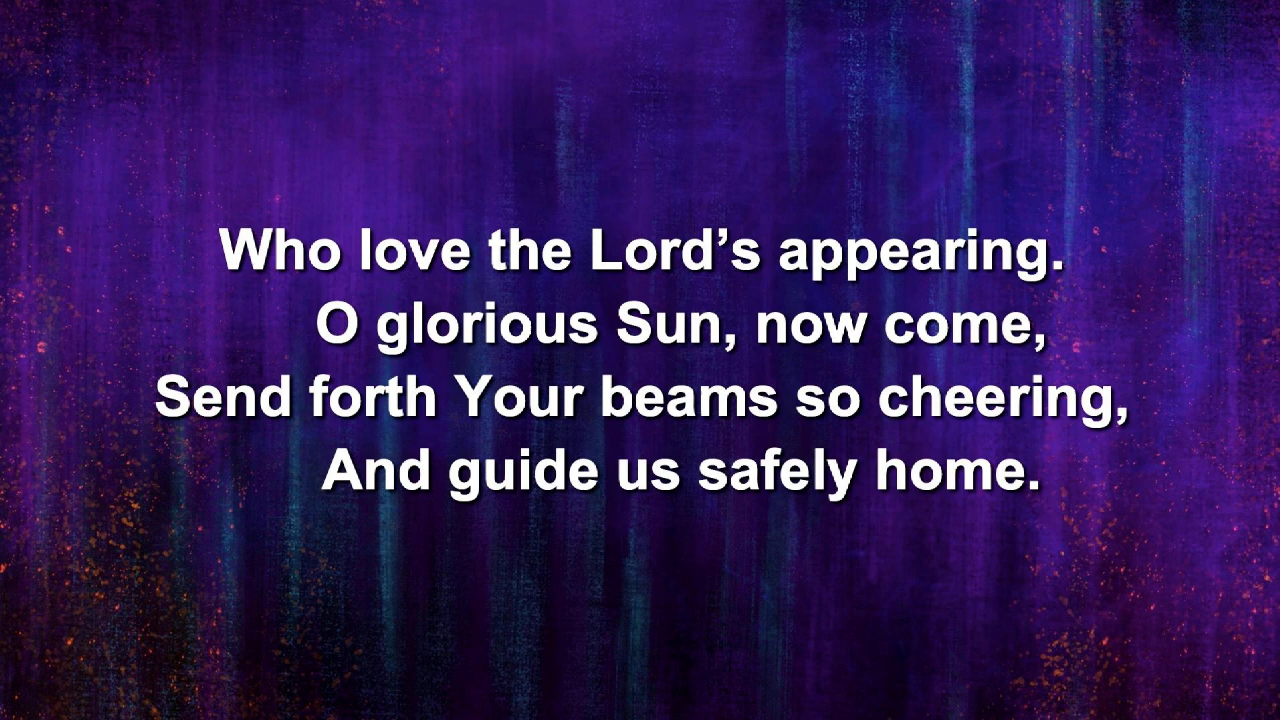 Who love the Lord’s appearing.
O glorious Sun, now come,
Send forth Your beams so cheering,
And guide us safely home.